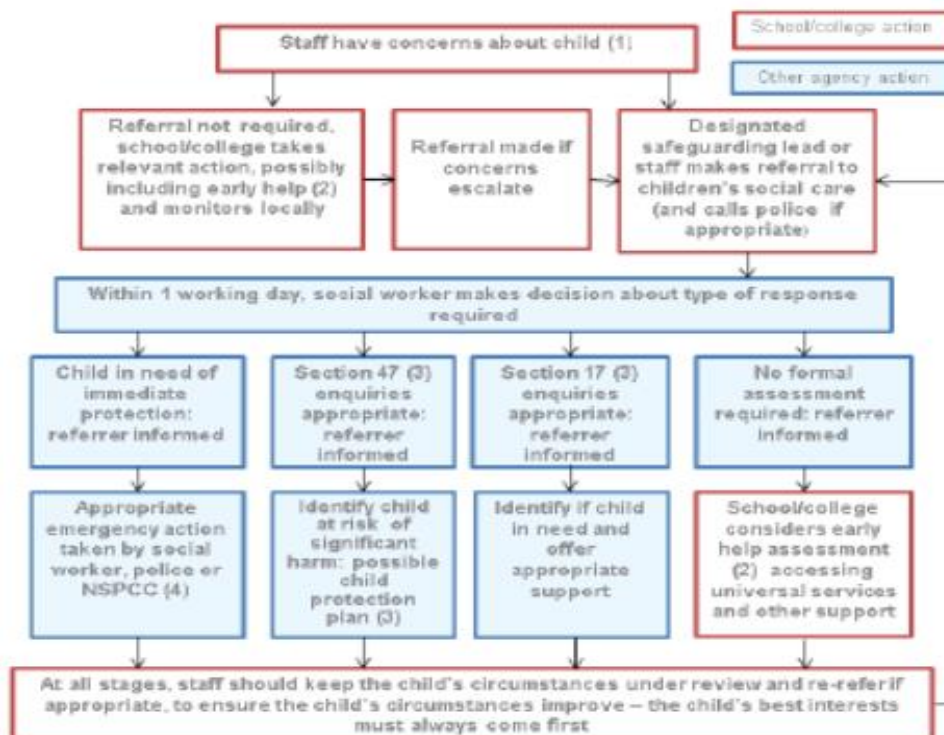 Staff have concerns about child (1)
School/college action
Other agency action
Referral not required,
school/college takes
relevant action, possibly
including early help (2)
and monitors locally
Referral made if
concerns
escalate
Designated
safeguarding lead or
staff makes referral to
children's social care
(and calls police if
appropriate)
Within 1 working day, social worker makes decision about type of response
required
Child in need of
immediate
protection:
referrer informed
Section 47 (3)
enquiries
appropriate:
referrer
informed
Section 17 (3)
enquiries
appropriate:
referrer
informed
No formal
assessment
required: referrer
informed
Appropriate
emergency action
taken by social
worker, police or
NSPCC (4)
Identify child
at risk of
significant
harm: possible
child
protection
plan (3)
Identify if child
in need and
offer
appropriate
support
School/college
considers early
help assessment
(2) accessing
universal services
and other support
At all stages, staff should keep the child's circumstances under review and re-refer if
appropriate, to ensure the child's circumstances improve – the child's best interests
must always come first